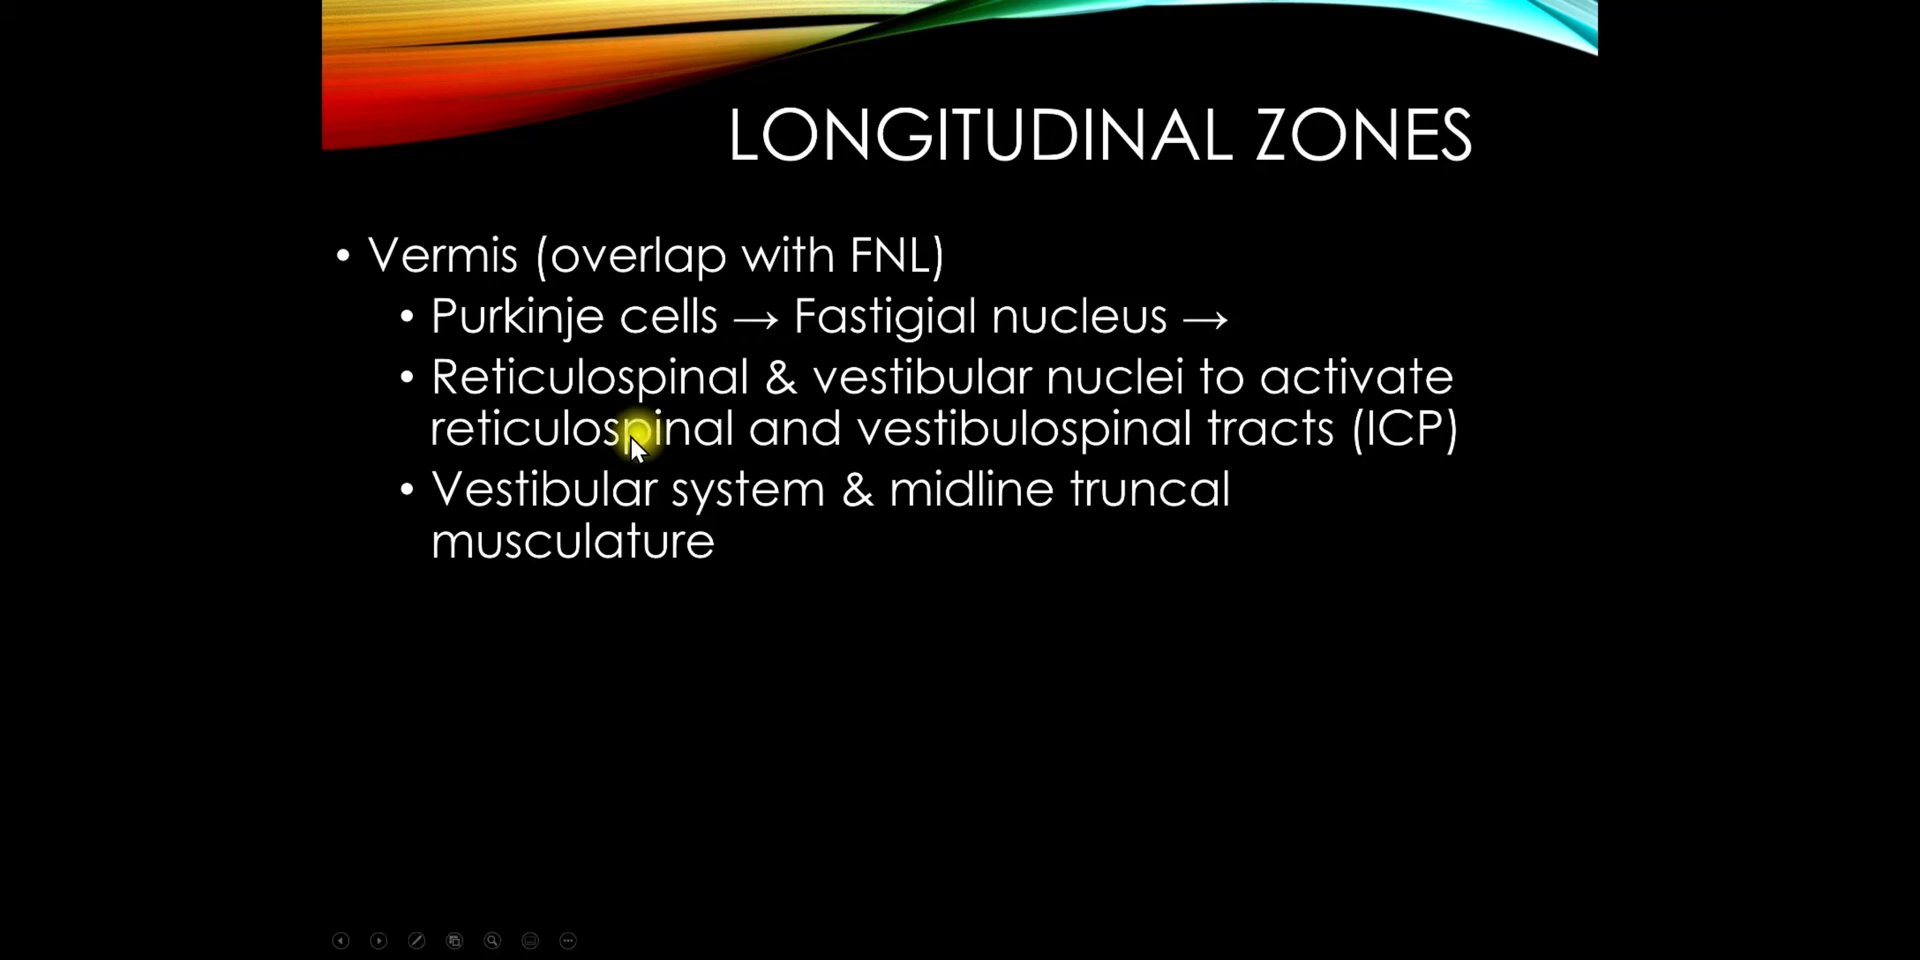 LONGITUDINAL ZONES
• Vermis (overlap with FNL)
• Purkinje cells → Fastigial nucleus →
• Reticulospinal & vestibular nuclei to activate
reticulospinal and vestibulospinal tracts (ICP)
• Vestibular system & midline truncal
musculature